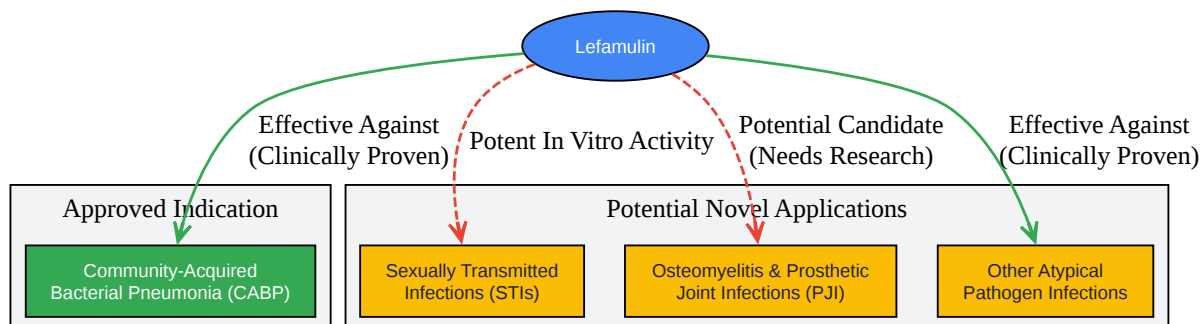 Lefamulin
Effective Against
(Clinically Proven)
Potent In Vitro Activity
Potential Candidate
(Needs Research)
Effective Against
(Clinically Proven)
Approved Indication
Potential Novel Applications
Community-Acquired
Bacterial Pneumonia (CABP)
Sexually Transmitted
Infections (STIs)
Osteomyelitis & Prosthetic
Joint Infections (PJI)
Other Atypical
Pathogen Infections